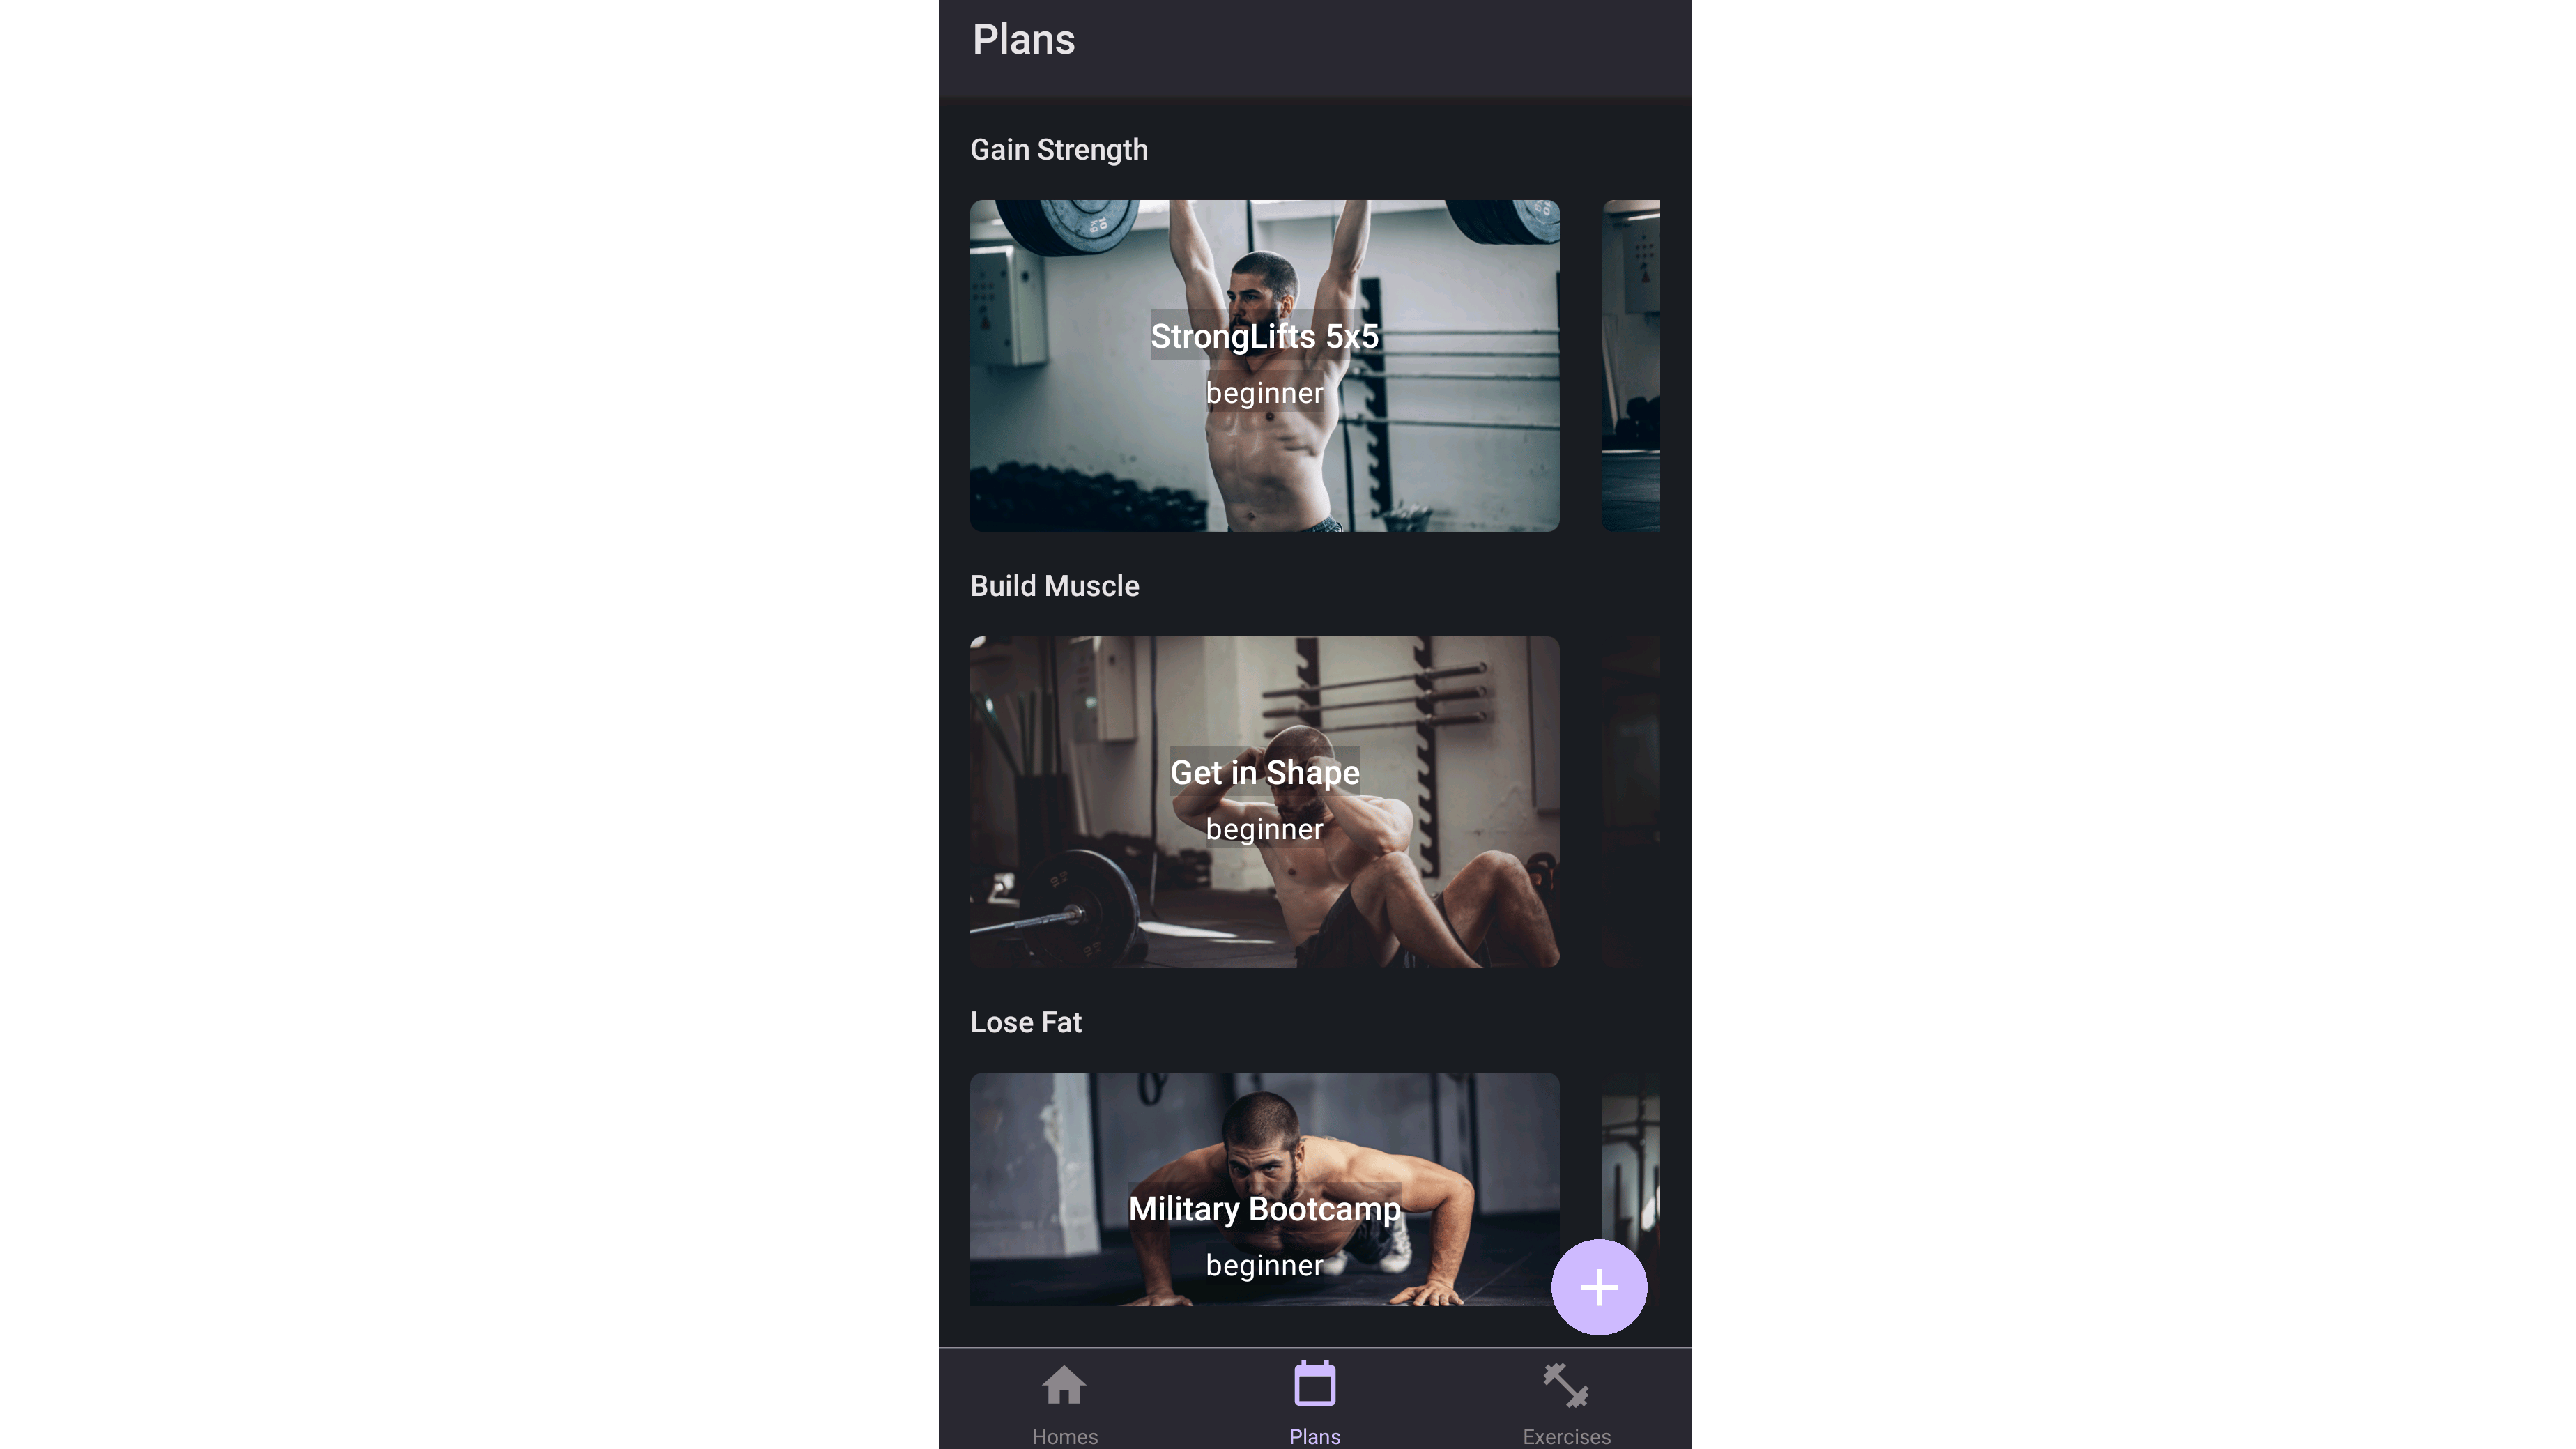 Plans
Gain Strength
StrongLifts 5x5
beginner
Build Muscle
Get in Shape
beginner
Lose Fat
Military Bootcamp
beginner
Homes
Plans
Exercises